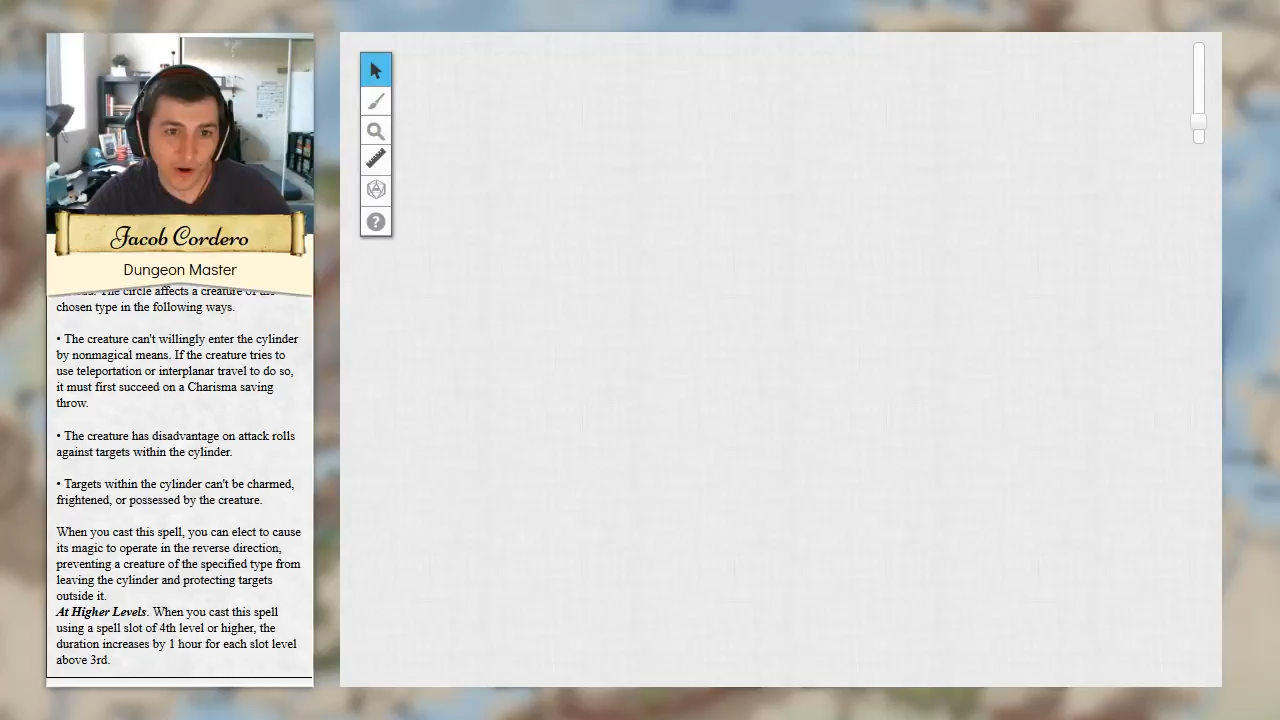 Jacob Cordero
Dungeon Master
The circle affects a creature of the
chosen type in the following ways.
• The creature can't willingly enter the cylinder
by nonmagical means. If the creature tries to
use teleportation or interplanar travel to do so,
it must first succeed on a Charisma saving
throw.
• The creature has disadvantage on attack rolls
against targets within the cylinder.
• Targets within the cylinder can't be charmed,
frightened, or possessed by the creature.
When you cast this spell, you can elect to cause
its magic to operate in the reverse direction,
preventing a creature of the specified type from
leaving the cylinder and protecting targets
outside it.
At Higher Levels. When you cast this spell
using a spell slot of 4th level or higher, the
duration increases by 1 hour for each slot level
above 3rd.